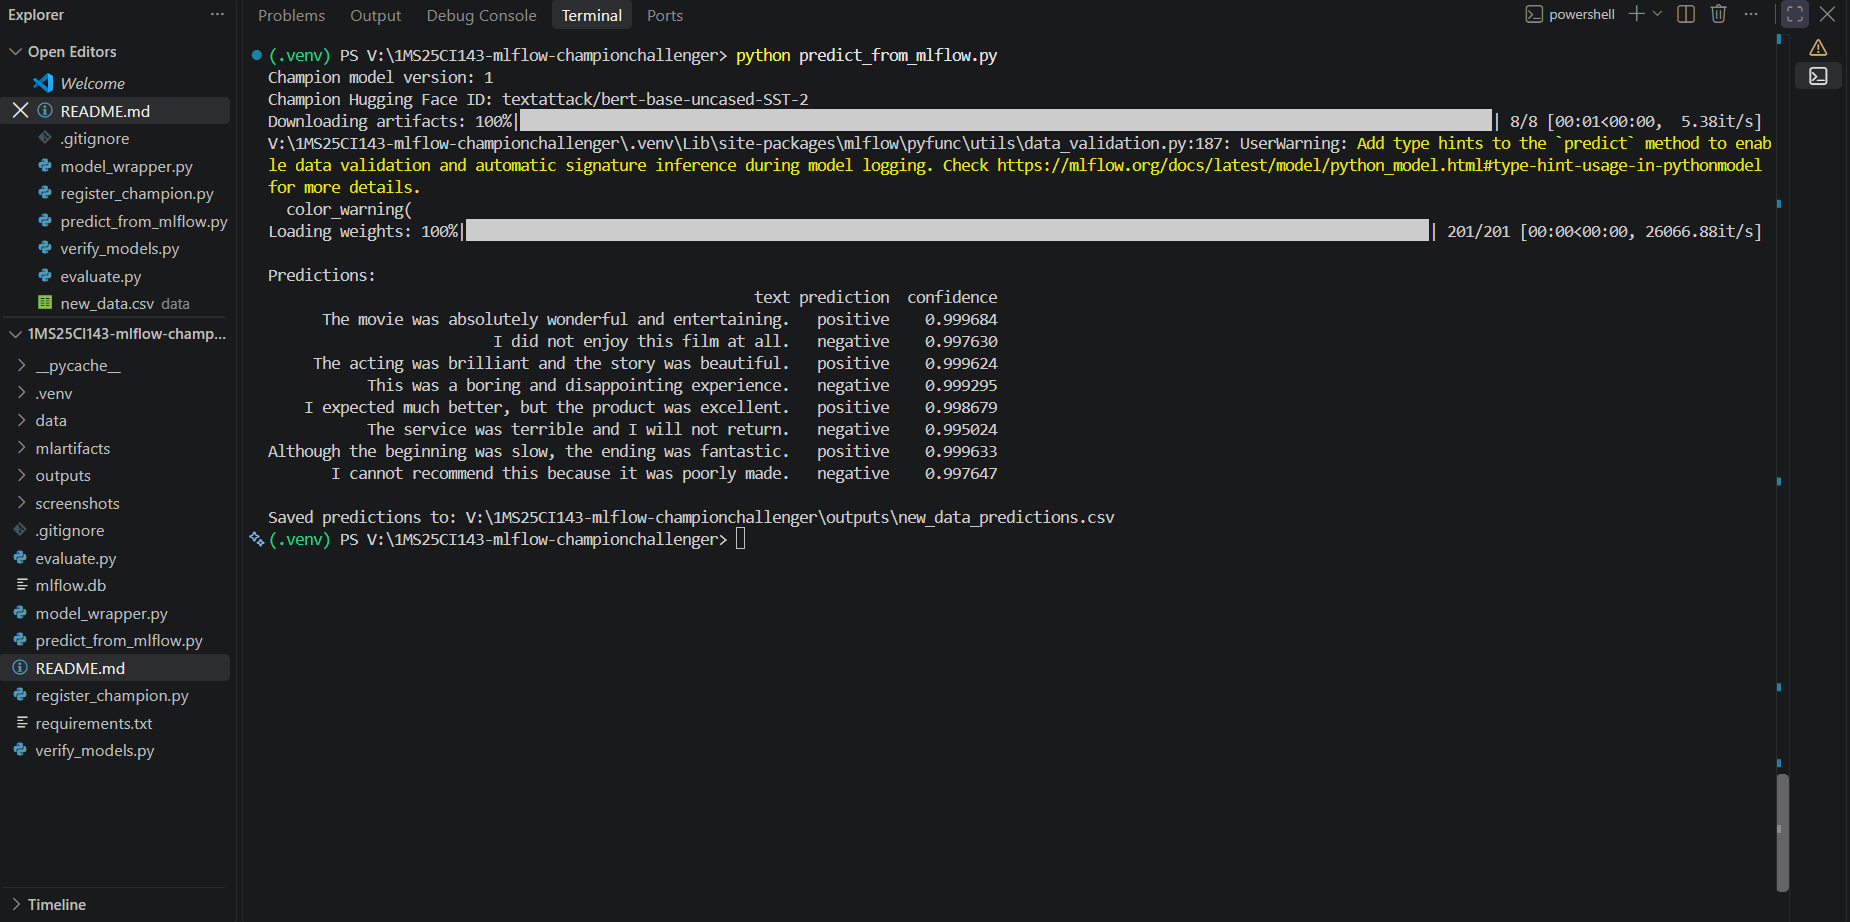 Explorer
Open Editors
Welcome
README.md
.gitignore
model_wrapper.py
register_champion.py
predict_from_mlflow.py
verify_models.py
evaluate.py
new_data.csv data
1MS25CI143-mlflow-champ...
__pycache__
.venv
data
mlartifacts
outputs
screenshots
.gitignore
evaluate.py
mlflow.db
model_wrapper.py
predict_from_mlflow.py
README.md
register_champion.py
requirements.txt
verify_models.py
Timeline
Problems Output Debug Console Terminal Ports
powershell
(.venv) PS V:\1MS25CI143-mlflow-championchallenger> python predict_from_mlflow.py
Champion model version: 1
Champion Hugging Face ID: textattack/bert-base-uncased-SST-2
Downloading artifacts: 100%| | 8/8 [00:01<00:00,  5.38it/s]
V:\1MS25CI143-mlflow-championchallenger\.venv\Lib\site-packages\mlflow\pyfunc\utils\data_validation.py:187: UserWarning: Add type hints to the `predict` method to enab
le data validation and automatic signature inference during model logging. Check https://mlflow.org/docs/latest/model/python_model.html#type-hint-usage-in-pythonmodel
for more details.
color_warning(
Loading weights: 100%| | 201/201 [00:00<00:00, 26066.88it/s]
Predictions:
text prediction confidence
The movie was absolutely wonderful and entertaining. positive 0.999684
I did not enjoy this film at all. negative 0.997630
The acting was brilliant and the story was beautiful. positive 0.999624
This was a boring and disappointing experience. negative 0.999295
I expected much better, but the product was excellent. positive 0.998679
The service was terrible and I will not return. negative 0.995024
Although the beginning was slow, the ending was fantastic. positive 0.999633
I cannot recommend this because it was poorly made. negative 0.997647
Saved predictions to: V:\1MS25CI143-mlflow-championchallenger\outputs\new_data_predictions.csv
(.venv) PS V:\1MS25CI143-mlflow-championchallenger>